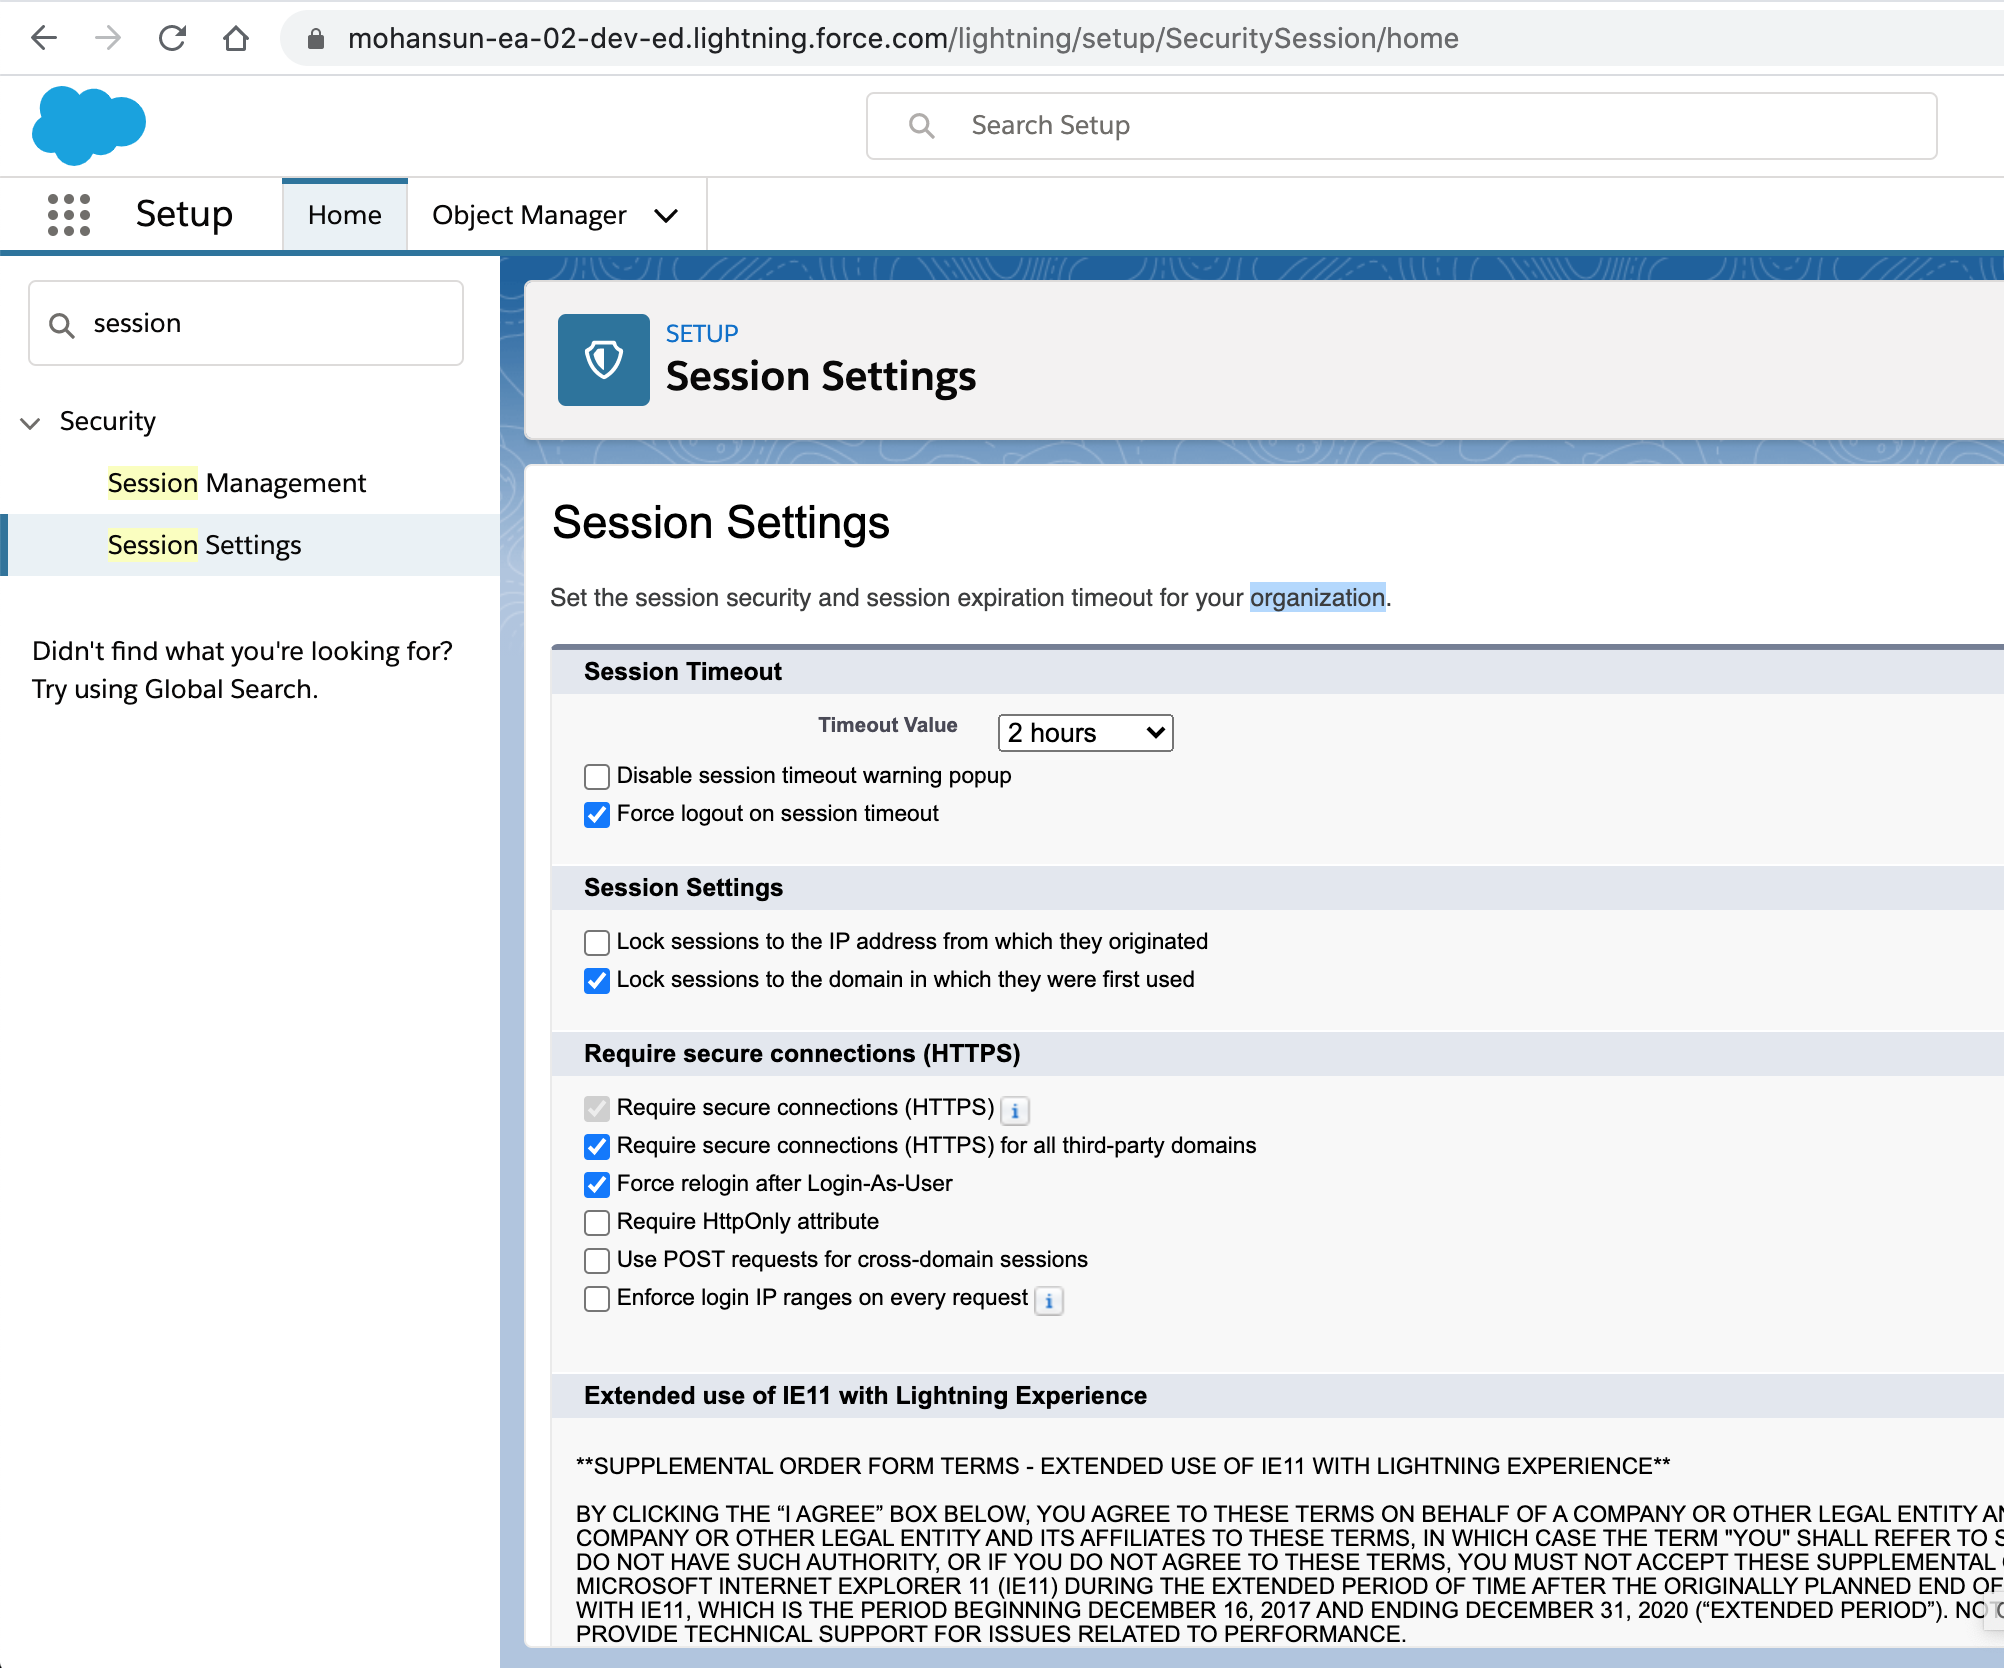 mohansun-ea-02-dev-ed.lightning.force.com/lightning/setup/SecuritySession/home
Search Setup
Setup
Home
Object Manager
session
Security
Session Management
Session Settings
Didn't find what you're looking for?
Try using Global Search.
SETUP
Session Settings
Session Settings
Set the session security and session expiration timeout for your organization.
Session Timeout
Timeout Value 2 hours
Disable session timeout warning popup
Force logout on session timeout
Session Settings
Lock sessions to the IP address from which they originated
Lock sessions to the domain in which they were first used
Require secure connections (HTTPS)
Require secure connections (HTTPS) i
Require secure connections (HTTPS) for all third-party domains
Force relogin after Login-As-User
Require HttpOnly attribute
Use POST requests for cross-domain sessions
Enforce login IP ranges on every request i
Extended use of IE11 with Lightning Experience
**SUPPLEMENTAL ORDER FORM TERMS - EXTENDED USE OF IE11 WITH LIGHTNING EXPERIENCE**
BY CLICKING THE “I AGREE” BOX BELOW, YOU AGREE TO THESE TERMS ON BEHALF OF A COMPANY OR OTHER LEGAL ENTITY
COMPANY OR OTHER LEGAL ENTITY AND ITS AFFILIATES TO THESE TERMS, IN WHICH CASE THE TERM "YOU" SHALL REFER TO
DO NOT HAVE SUCH AUTHORITY, OR IF YOU DO NOT AGREE TO THESE TERMS, YOU MUST NOT ACCEPT THESE SUPPLEMENTAL
MICROSOFT INTERNET EXPLORER 11 (IE11) DURING THE EXTENDED PERIOD OF TIME AFTER THE ORIGINALLY PLANNED END OF
WITH IE11, WHICH IS THE PERIOD BEGINNING DECEMBER 16, 2017 AND ENDING DECEMBER 31, 2020 (“EXTENDED PERIOD”).
PROVIDE TECHNICAL SUPPORT FOR ISSUES RELATED TO PERFORMANCE.